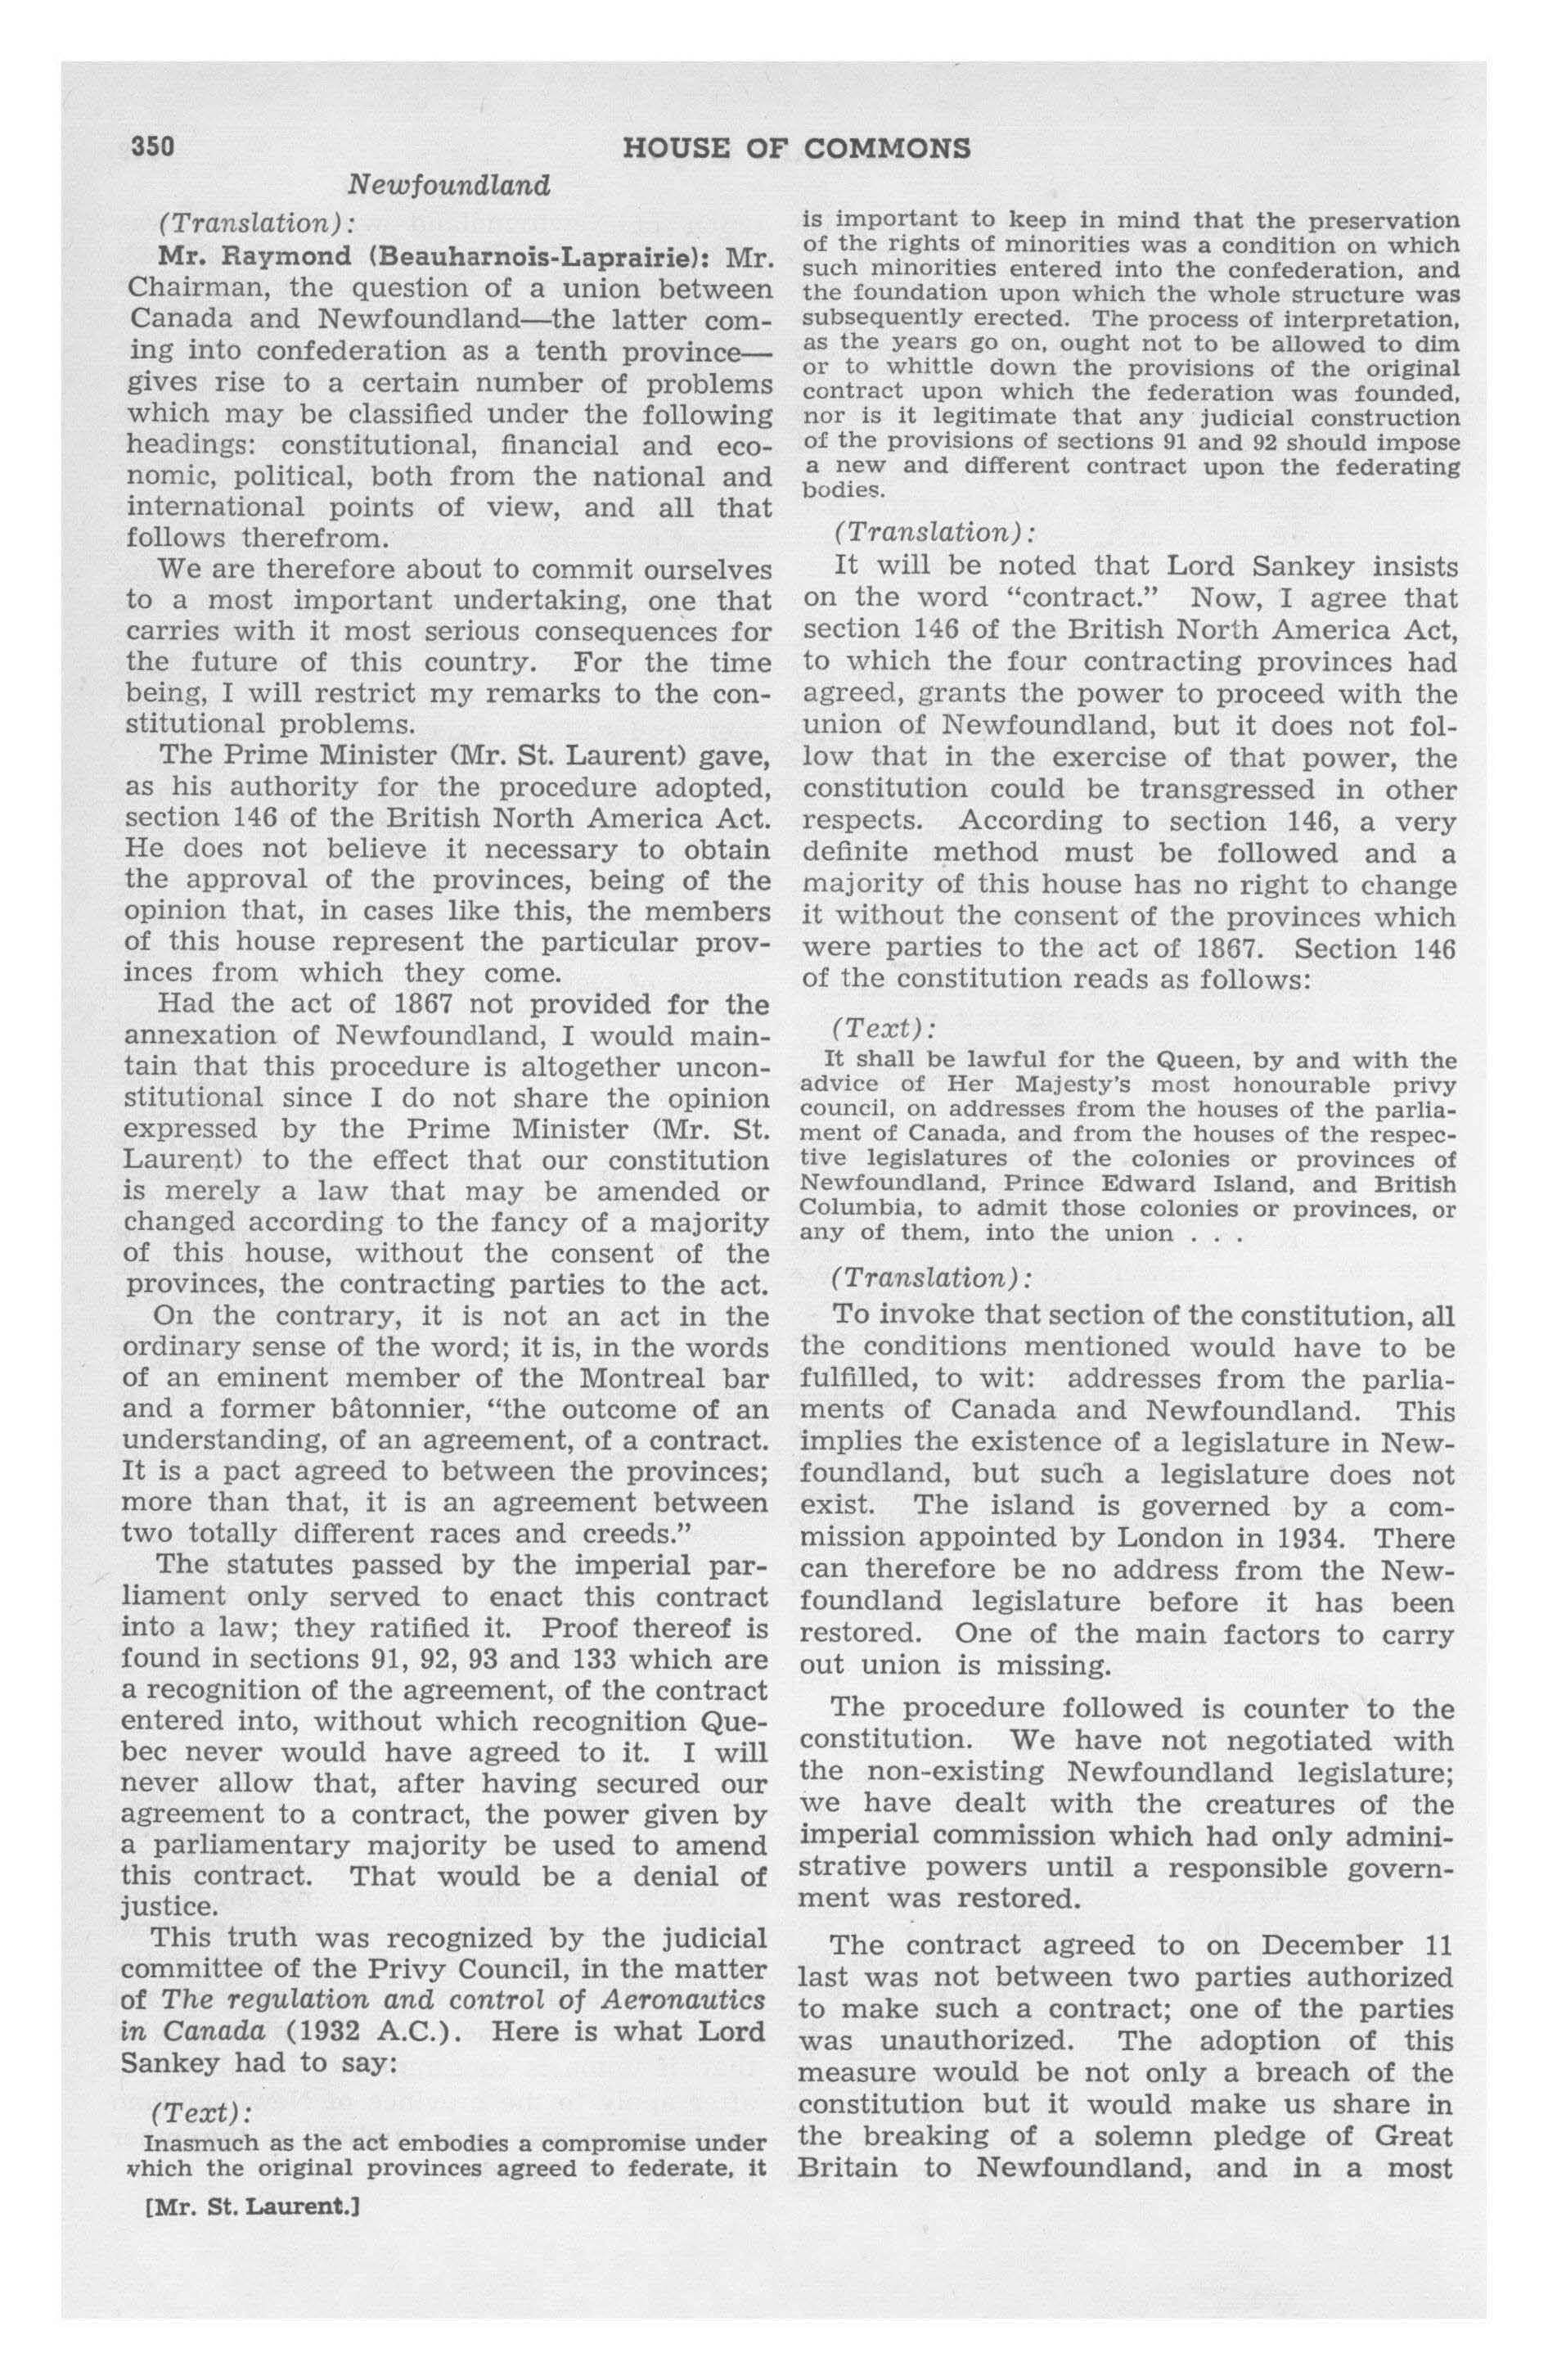 350
HOUSE OF COMMONS
Newfoundland
(Translation):
Mr. Raymond (Beauharnois-Laprairie): Mr.
Chairman, the question of a union between
Canada and Newfoundland—the latter com-
ing into confederation as a tenth province—
gives rise to a certain number of problems
which may be classified under the following
headings: constitutional, financial and eco-
nomic, political, both from the national and
international points of view, and all that
follows therefrom.
We are therefore about to commit ourselves
to a most important undertaking, one that
carries with it most serious consequences for
the future of this country. For the time
being, I will restrict my remarks to the con-
stitutional problems.
The Prime Minister (Mr. St. Laurent) gave,
as his authority for the procedure adopted,
section 146 of the British North America Act.
He does not believe it necessary to obtain
the approval of the provinces, being of the
opinion that, in cases like this, the members
of this house represent the particular prov-
inces from which they come.
Had the act of 1867 not provided for the
annexation of Newfoundland, I would main-
tain that this procedure is altogether uncon-
stitutional since I do not share the opinion
expressed by the Prime Minister (Mr. St.
Laurent) to the effect that our constitution
is merely a law that may be amended or
changed according to the fancy of a majority
of this house, without the consent of the
provinces, the contracting parties to the act.
On the contrary, it is not an act in the
ordinary sense of the word; it is, in the words
of an eminent member of the Montreal bar
and a former bâtonnier, “the outcome of an
understanding, of an agreement, of a contract.
It is a pact agreed to between the provinces;
more than that, it is an agreement between
two totally different races and creeds.”
The statutes passed by the imperial par-
liament only served to enact this contract
into a law; they ratified it. Proof thereof is
found in sections 91, 92, 93 and 133 which are
a recognition of the agreement, of the contract
entered into, without which recognition Que-
bec never would have agreed to it. I will
never allow that, after having secured our
agreement to a contract, the power given by
a parliamentary majority be used to amend
this contract. That would be a denial of
justice.
This truth was recognized by the judicial
committee of the Privy Council, in the matter
of The regulation and control of Aeronautics
in Canada (1932 A.C.). Here is what Lord
Sankey had to say:
(Text):
Inasmuch as the act embodies a compromise under
which the original provinces agreed to federate, it
[Mr. St. Laurent.]
is important to keep in mind that the preservation
of the rights of minorities was a condition on which
such minorities entered into the confederation, and
the foundation upon which the whole structure was
subsequently erected. The process of interpretation,
as the years go on, ought not to be allowed to dim
or to whittle down the provisions of the original
contract upon which the federation was founded,
nor is it legitimate that any judicial construction
of the provisions of sections 91 and 92 should impose
a new and different contract upon the federating
bodies.
(Translation):
It will be noted that Lord Sankey insists
on the word “contract.” Now, I agree that
section 146 of the British North America Act,
to which the four contracting provinces had
agreed, grants the power to proceed with the
union of Newfoundland, but it does not fol-
low that in the exercise of that power, the
constitution could be transgressed in other
respects. According to section 146, a very
definite method must be followed and a
majority of this house has no right to change
it without the consent of the provinces which
were parties to the act of 1867. Section 146
of the constitution reads as follows:
(Text):
It shall be lawful for the Queen, by and with the
advice of Her Majesty's most honourable privy
council, on addresses from the houses of the parlia-
ment of Canada, and from the houses of the respec-
tive legislatures of the colonies or provinces of
Newfoundland, Prince Edward Island, and British
Columbia, to admit those colonies or provinces, or
any of them, into the union . . .
(Translation):
To invoke that section of the constitution, all
the conditions mentioned would have to be
fulfilled, to wit: addresses from the parlia-
ments of Canada and Newfoundland. This
implies the existence of a legislature in New-
foundland, but such a legislature does not
exist. The island is governed by a com-
mission appointed by London in 1934. There
can therefore be no address from the New-
foundland legislature before it has been
restored. One of the main factors to carry
out union is missing.
The procedure followed is counter to the
constitution. We have not negotiated with
the non-existing Newfoundland legislature;
we have dealt with the creatures of the
imperial commission which had only admini-
strative powers until a responsible govern-
ment was restored.
The contract agreed to on December 11
last was not between two parties authorized
to make such a contract; one of the parties
was unauthorized. The adoption of this
measure would be not only a breach of the
constitution but it would make us share in
the breaking of a solemn pledge of Great
Britain to Newfoundland, and in a most